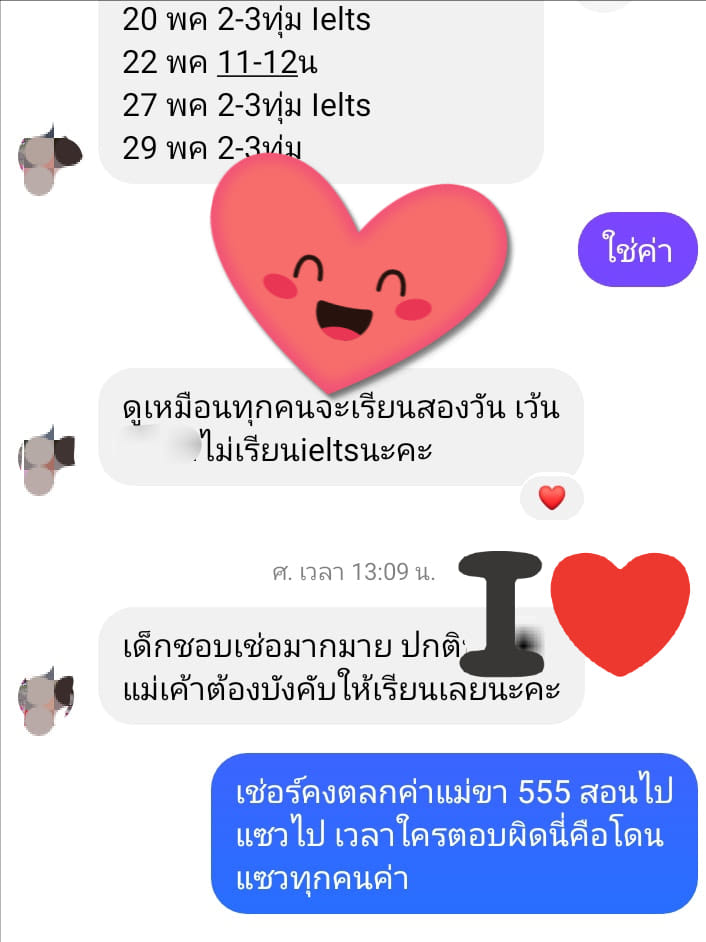 20 พค 2-3ทุ่ม Ielts
22 พค 11-12น
27 พค 2-3ทุ่ม Ielts
29 พค 2-3ทุ่ม
ใช่ค่า
ดูเหมือนทุกคนจะเรียนสองวัน เว้น
ไม่เรียนieltsนะคะ
ศ. เวลา 13:09 น.
I
เด็กชอบเช่อมากมาย ปกติ
แม่เค้าต้องบังคับให้เรียนเลยนะคะ
เช่อร์คงตลกค่าแม่ขา 555 สอนไป
แซวไป เวลาใครตอบผิดนี่คือโดน
แซวทุกคนค่า